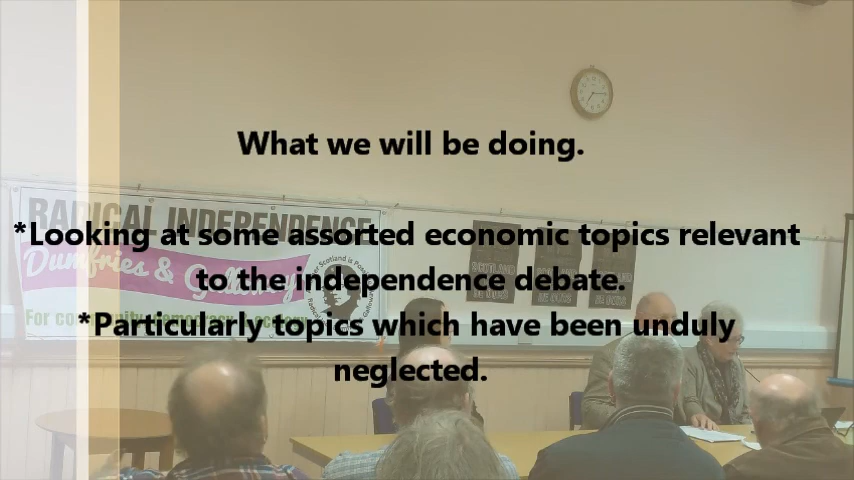 What we will be doing.
RADICAL INDEPENDENCE
*Looking at some assorted economic topics relevant
to the independence debate.
Dumfries & Galloway
*Particularly topics which have been unduly
neglected.
For